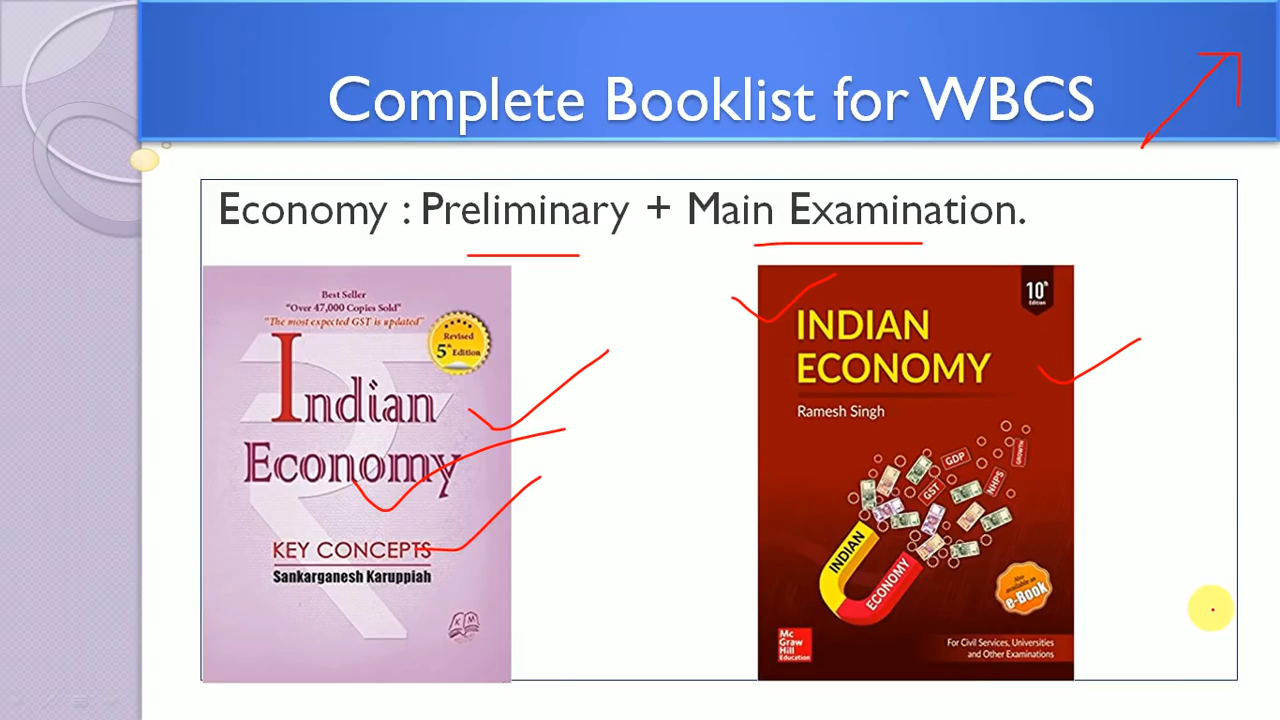 Complete Booklist for WBCS
Economy : Preliminary + Main Examination.
Best Seller
"Over 47,000 Copies Sold"
"The most expected GST is updated"
Revised
5th Edition
Indian
Economy
KEY CONCEPTS
Sankarganesh Karuppiah
K M
10th
Edition
INDIAN
ECONOMY
Ramesh Singh
GDP
GROWTH
NHPS
GST
INDIAN
ECONOMY
Also
available as
e-Book
Mc
Graw
Hill
Education
For Civil Services, Universities
and Other Examinations